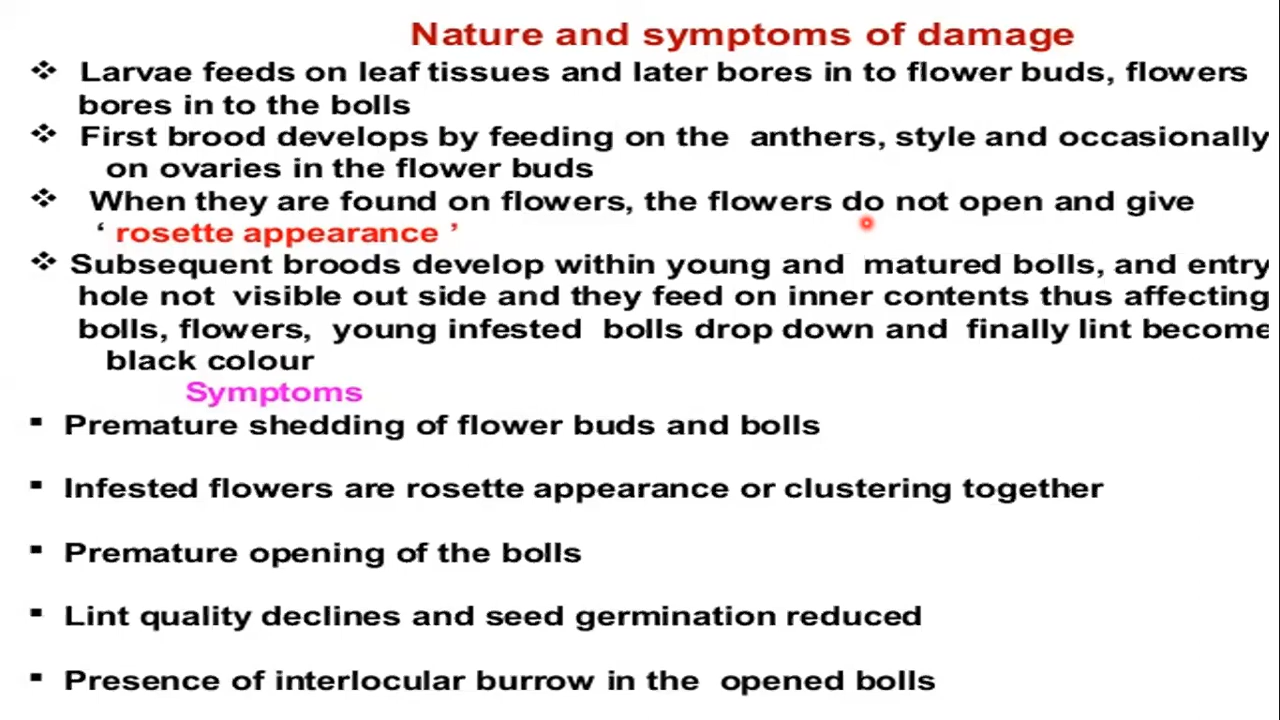 Nature and symptoms of damage
❖ Larvae feeds on leaf tissues and later bores in to flower buds, flowers
bores in to the bolls
❖ First brood develops by feeding on the anthers, style and occasionally
on ovaries in the flower buds
❖ When they are found on flowers, the flowers do not open and give
‘ rosette appearance ’
❖ Subsequent broods develop within young and matured bolls, and entry
hole not visible out side and they feed on inner contents thus affecting
bolls, flowers, young infested bolls drop down and finally lint become
black colour
Symptoms
▪ Premature shedding of flower buds and bolls
▪ Infested flowers are rosette appearance or clustering together
▪ Premature opening of the bolls
▪ Lint quality declines and seed germination reduced
▪ Presence of interlocular burrow in the opened bolls